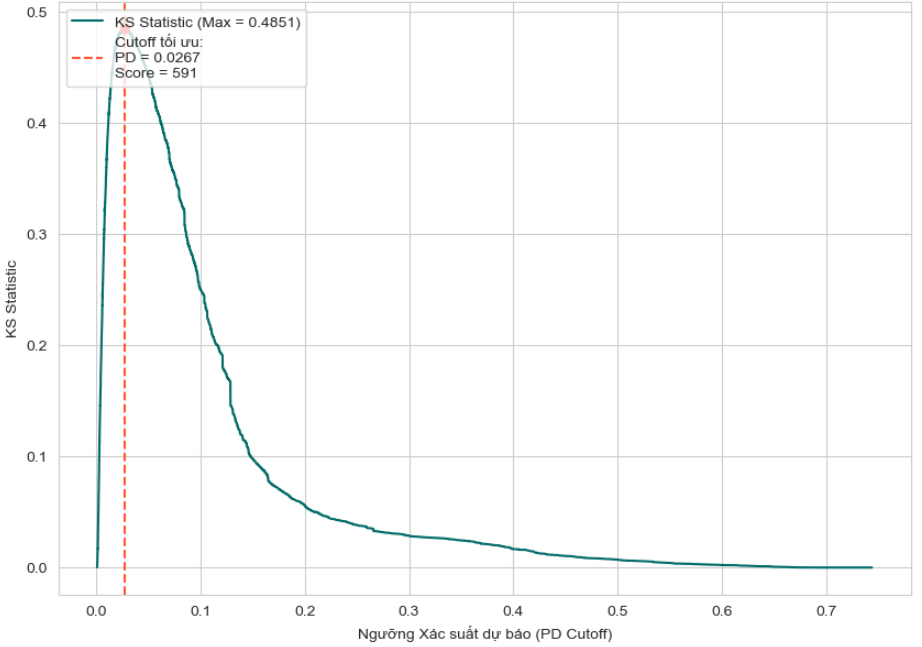 KS Statistic (Max = 0.4851)
Cutoff tối ưu:
PD = 0.0267
Score = 591
0.5
0.4
0.3
0.2
0.1
0.0
KS Statistic
0.0
0.1
0.2
0.3
0.4
0.5
0.6
0.7
Ngưỡng Xác suất dự báo (PD Cutoff)